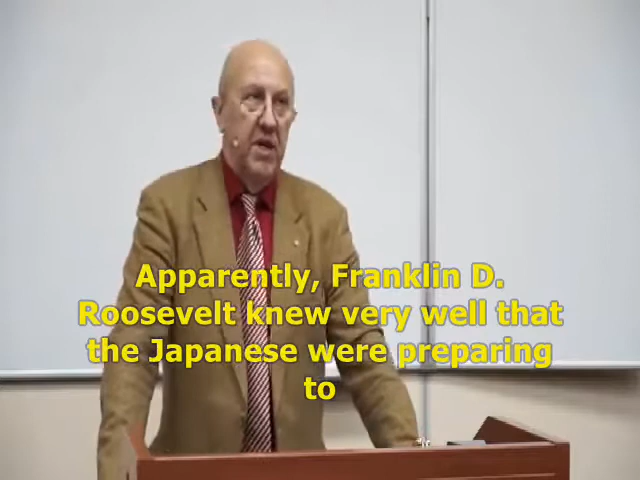 Apparently, Franklin D.
Roosevelt knew very well that
the Japanese were preparing
to